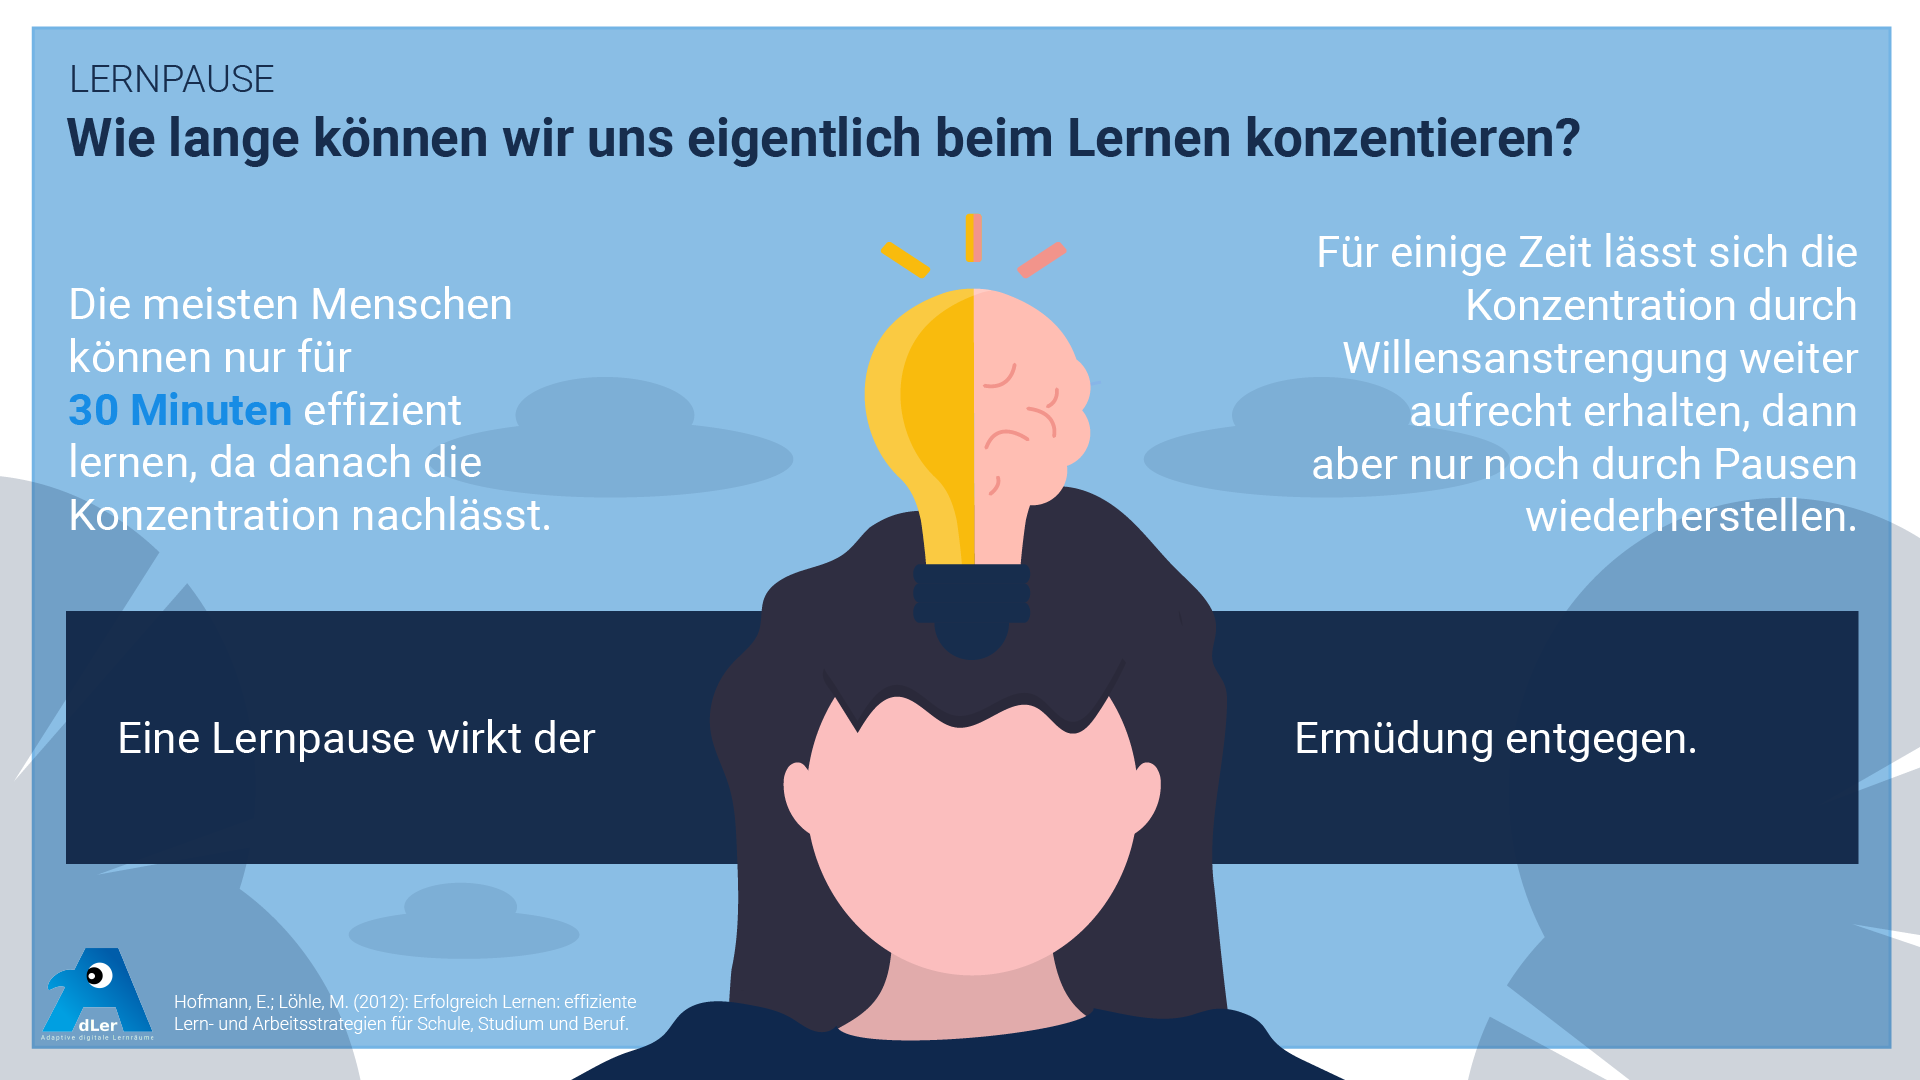 LERNPAUSE
Wie lange können wir uns eigentlich beim Lernen konzentieren?
Die meisten Menschen
können nur für
30 Minuten effizient
lernen, da danach die
Konzentration nachlässt.
Für einige Zeit lässt sich die
Konzentration durch
Willensanstrengung weiter
aufrecht erhalten, dann
aber nur noch durch Pausen
wiederherstellen.
Eine Lernpause wirkt der
Ermüdung entgegen.
dLer
Adaptive digitale Lernräume
Hofmann, E.; Löhle, M. (2012): Erfolgreich Lernen: effiziente
Lern- und Arbeitsstrategien für Schule, Studium und Beruf.